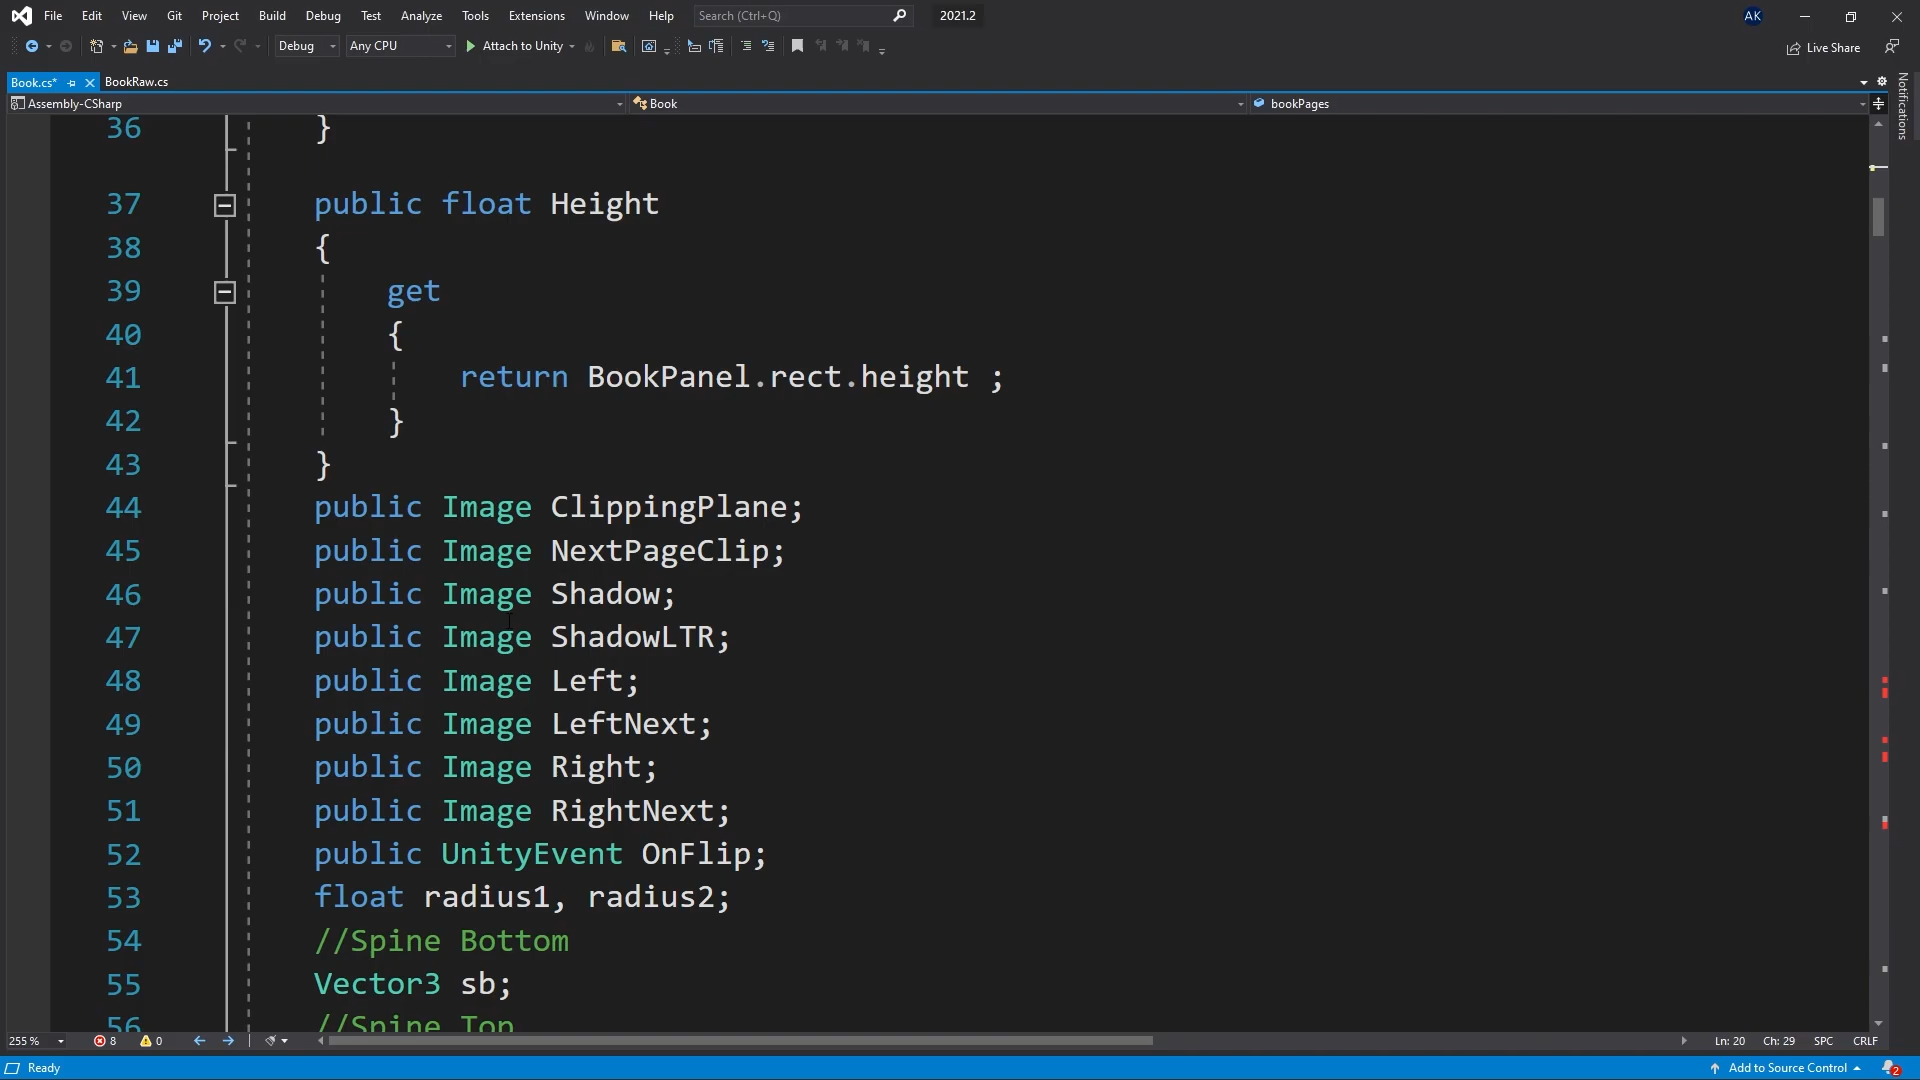 File Edit View Git Project Build Debug Test Analyze Tools Extensions Window Help Search (Ctrl+Q) 2021.2 AK
Debug Any CPU Attach to Unity Live Share
Book.cs* BookRaw.cs
Assembly-CSharp Book bookPages
Notifications
36 }
37 public float Height
38 {
39 get
40 {
41 return BookPanel.rect.height ;
42 }
43 }
44 public Image ClippingPlane;
45 public Image NextPageClip;
46 public Image Shadow;
47 public Image ShadowLTR;
48 public Image Left;
49 public Image LeftNext;
50 public Image Right;
51 public Image RightNext;
52 public UnityEvent OnFlip;
53 float radius1, radius2;
54 //Spine Bottom
55 Vector3 sb;
56 //Spine Top
255 % 8 0 Ln: 20 Ch: 29 SPC CRLF
Ready Add to Source Control 2